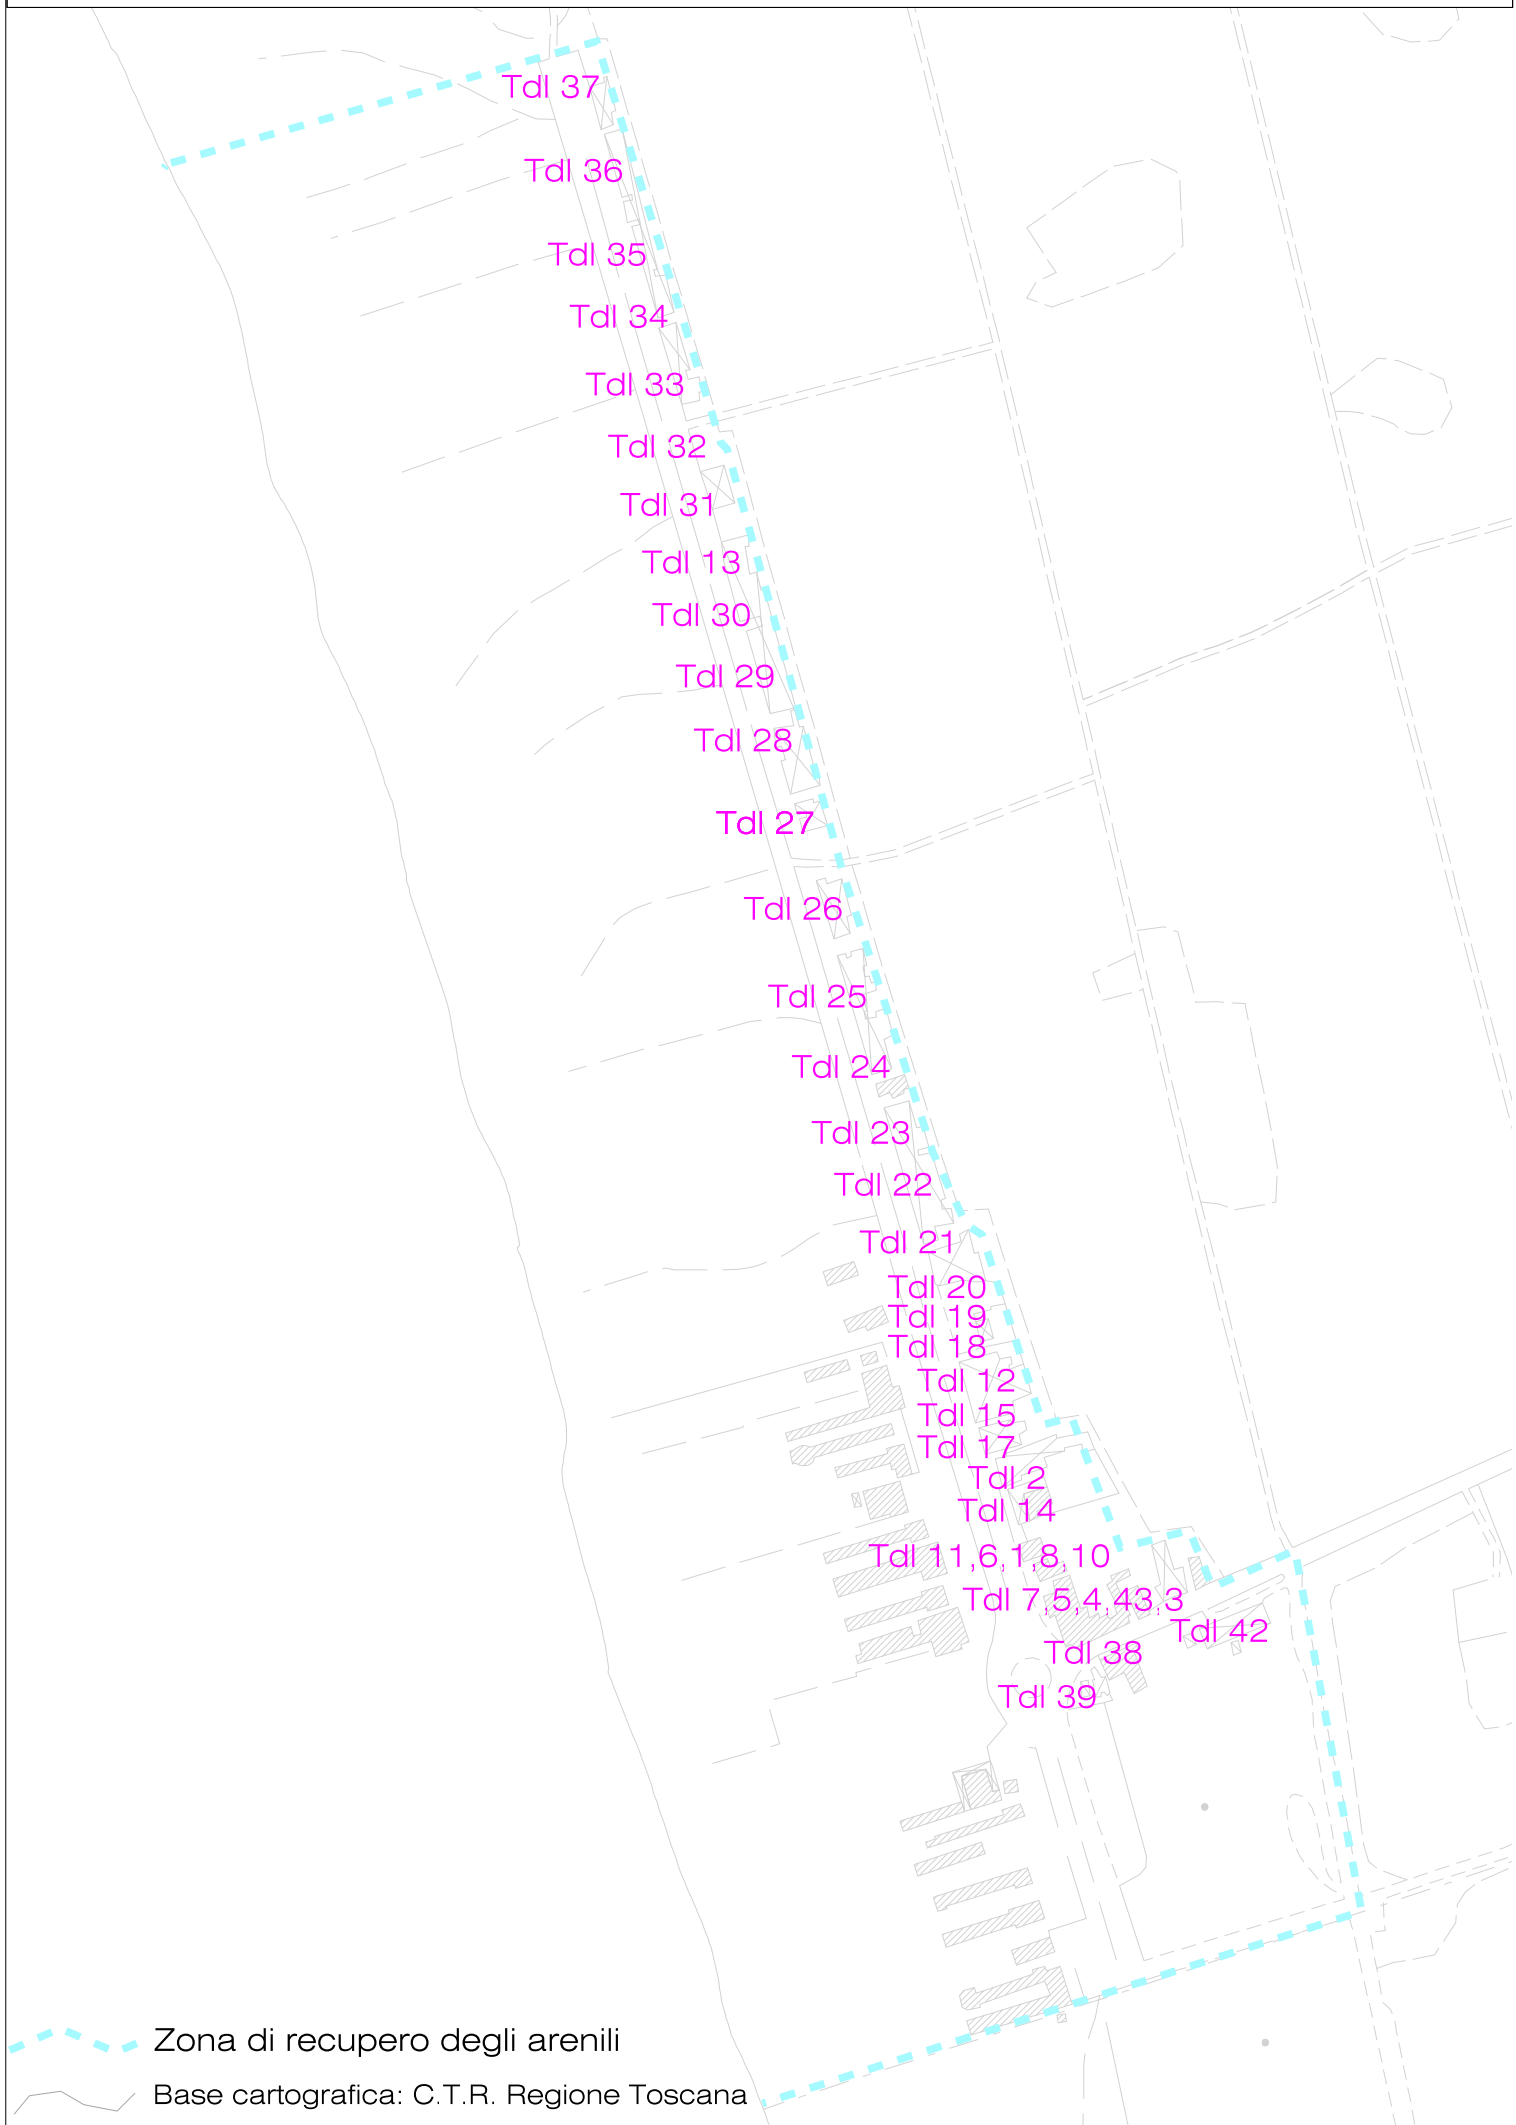 Tdl 37
Tdl 36
Tdl 35
Tdl 34
Tdl 33
Tdl 32
Tdl 31
Tdl 13
Tdl 30
Tdl 29
Tdl 28
Tdl 27
Tdl 26
Tdl 25
Tdl 24
Tdl 23
Tdl 22
Tdl 21
Tdl 20
Tdl 19
Tdl 18
Tdl 12
Tdl 15
Tdl 17
Tdl 2
Tdl 14
Tdl 11,6,1,8,10
Tdl 7,5,4,43,3
Tdl 42
Tdl 38
Tdl 39
Zona di recupero degli arenili
Base cartografica: C.T.R. Regione Toscana